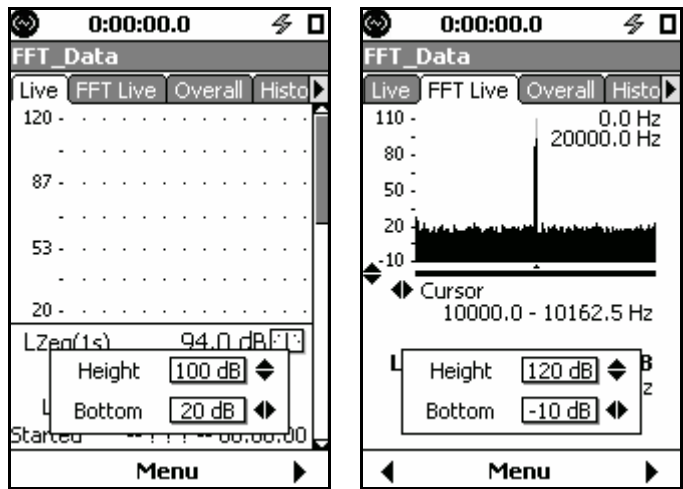 0:00:00.0
FFT_Data
Live FFT Live Overall Histo
120
87
53
20
LZeq(1s) 94.0 dB
Height 100 dB
Bottom 20 dB
L
Started
Menu
0:00:00.0
FFT_Data
Live FFT Live Overall Histo
110
80
50
20
-10
0.0 Hz
20000.0 Hz
Cursor
10000.0 - 10162.5 Hz
L B
z
Height 120 dB
Bottom -10 dB
Menu